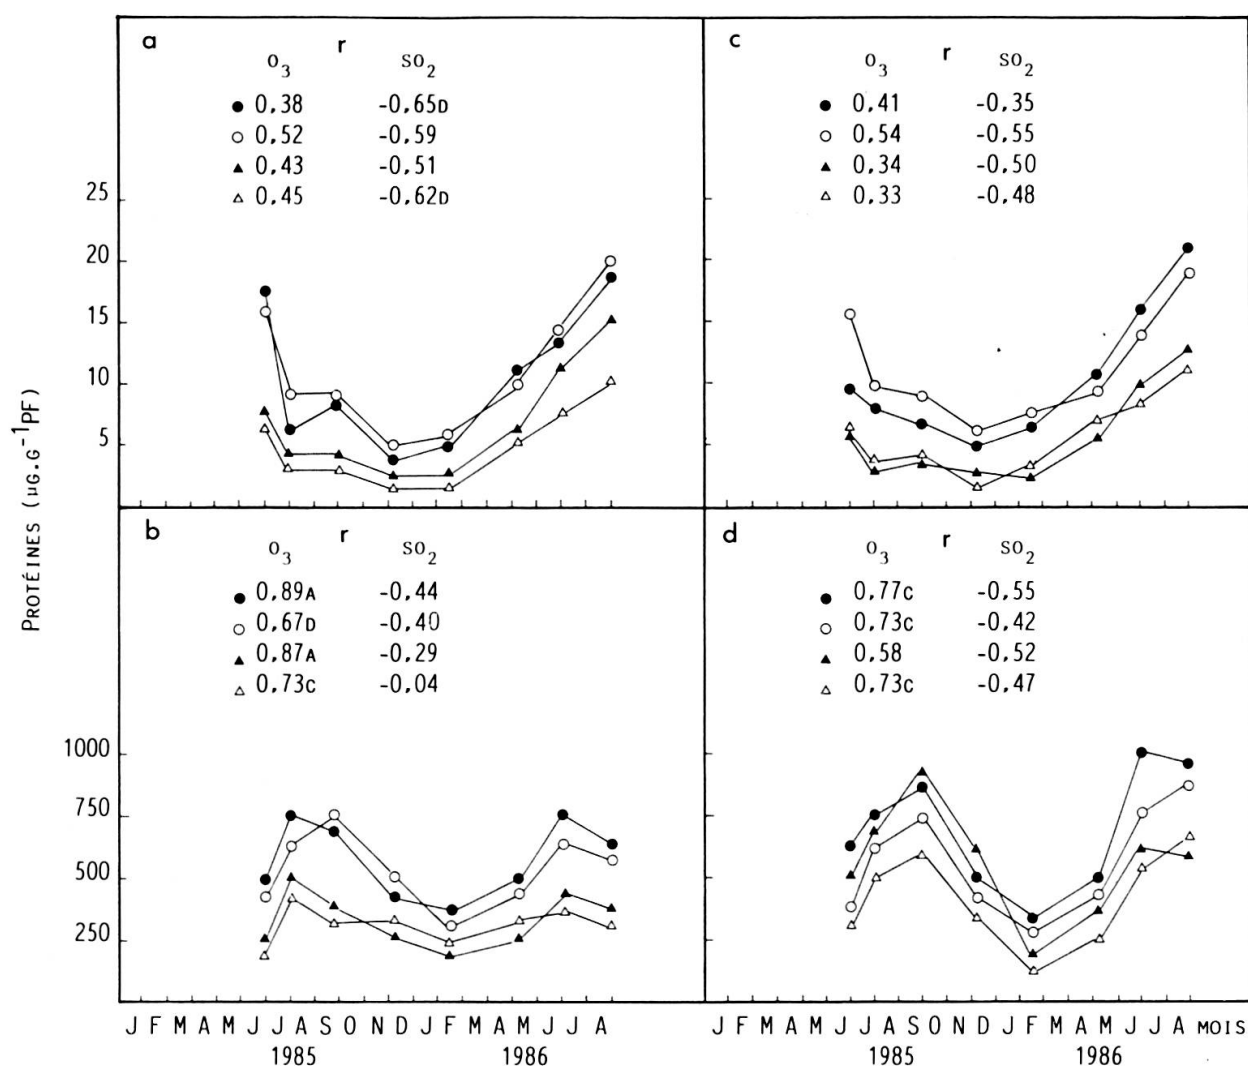 a r
O3 SO2
● 0,38 -0,65D
○ 0,52 -0,59
▲ 0,43 -0,51
△ 0,45 -0,62D
c r
O3 SO2
● 0,41 -0,35
○ 0,54 -0,55
▲ 0,34 -0,50
△ 0,33 -0,48
25
20
15
10
5
PROTÉINES (µG.G-1PF)
b r
O3 SO2
● 0,89A -0,44
○ 0,67D -0,40
▲ 0,87A -0,29
△ 0,73C -0,04
d r
O3 SO2
● 0,77C -0,55
○ 0,73C -0,42
▲ 0,58 -0,52
△ 0,73C -0,47
1000
750
500
250
J F M A M J J A S O N D J F M A M J J A
1985 1986
J F M A M J J A S O N D J F M A M J J A MOIS
1985 1986